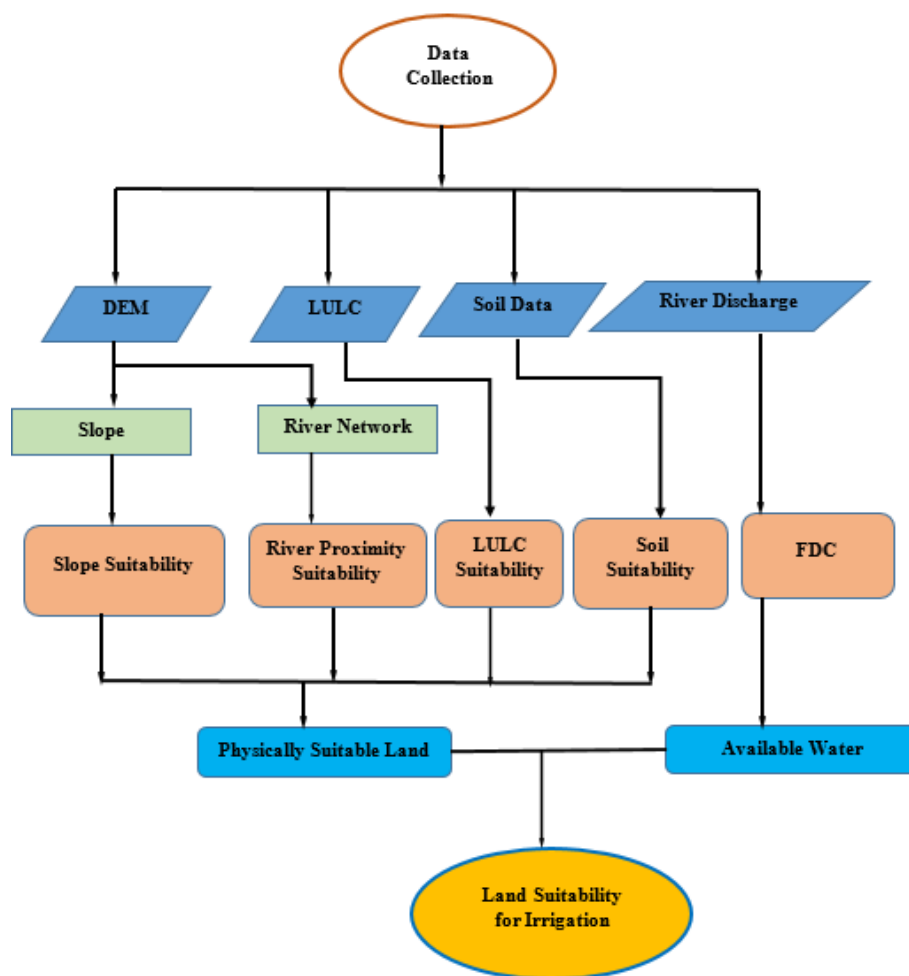 Data
Collection
DEM
LULC
Soil Data
River Discharge
Slope
River Network
Slope Suitability
River Proximity
Suitability
LULC
Suitability
Soil
Suitability
FDC
Physically Suitable Land
Available Water
Land Suitability
for Irrigation